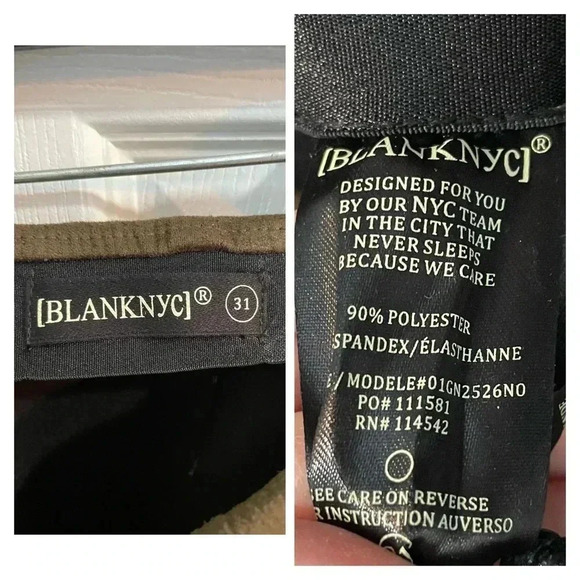 [BLANKNYC]® 31
[BLANKNYC]®
DESIGNED FOR YOU
BY OUR NYC TEAM
IN THE CITY THAT
NEVER SLEEPS
BECAUSE WE CARE
90% POLYESTER
SPANDEX/ÉLASTHANNE
/ MODELE#01GN2526NO
PO# 111581
RN# 114542
SEE CARE ON REVERSE
INSTRUCTION AUVERSO